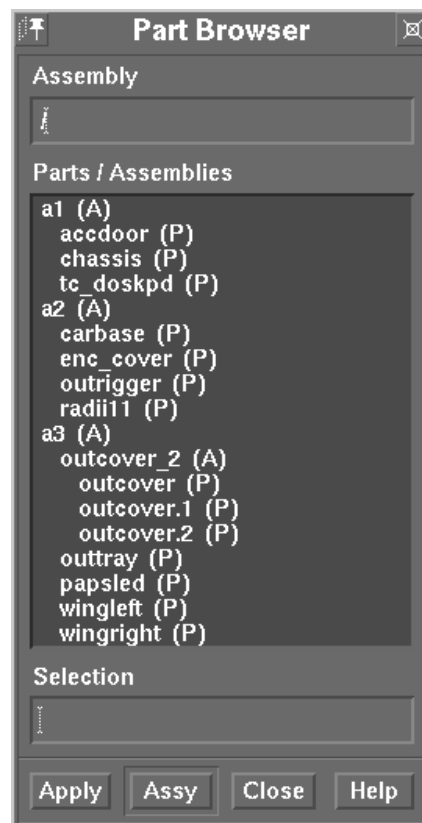 Part Browser
Assembly
/
Parts / Assemblies
a1 (A)
accdoor (P)
chassis (P)
tc_doskpd (P)
a2 (A)
carbase (P)
enc_cover (P)
outrigger (P)
radii11 (P)
a3 (A)
outcover_2 (A)
outcover (P)
outcover.1 (P)
outcover.2 (P)
outtray (P)
papsled (P)
wingleft (P)
wingright (P)
Selection
Apply Assy Close Help